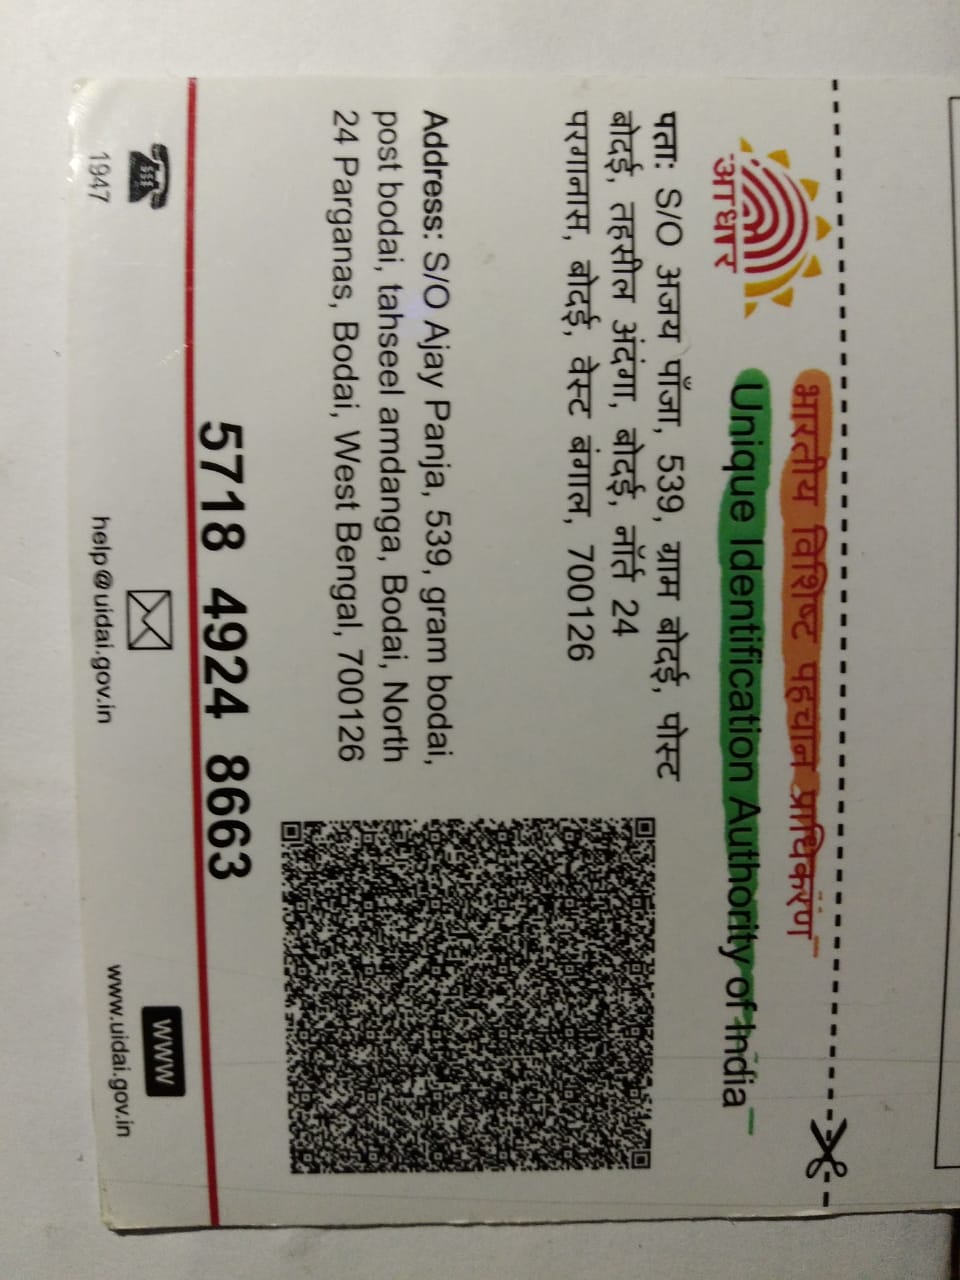 भारतीय विशिष्ट पहचान प्राधिकरण
Unique Identification Authority of India
आधार
पता: S/O अजय पाँजा, 539, ग्राम बोदई, पोस्ट
बोदई, तहसील अंदंगा, बोदई, नॉर्त 24
परगनास, बोदई, वेस्ट बंगाल, 700126
Address: S/O Ajay Panja, 539, gram bodai,
post bodai, tahseel amdanga, Bodai, North
24 Parganas, Bodai, West Bengal, 700126
5718 4924 8663
1947
help@uidai.gov.in
www
www.uidai.gov.in